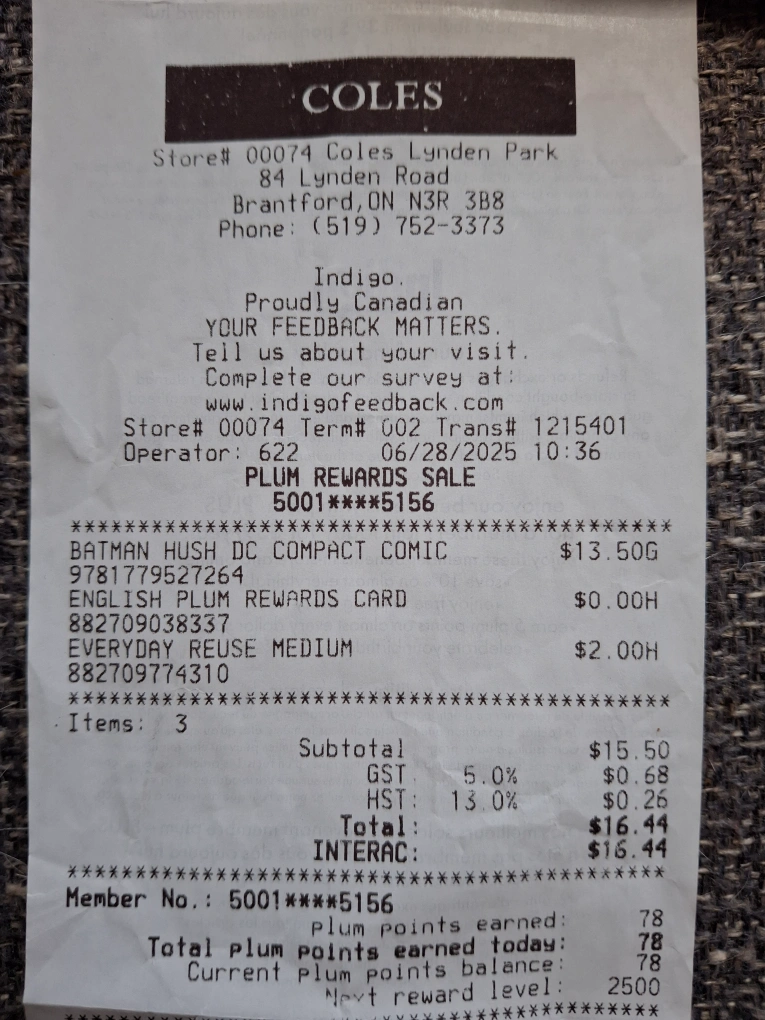 COLES
Store# 00074 Coles Lynden Park
84 Lynden Road
Brantford,ON N3R 3B8
Phone: (519) 752-3373
Indigo.
Proudly Canadian
YOUR FEEDBACK MATTERS.
Tell us about your visit.
Complete our survey at:
www.indigofeedback.com
Store# 00074 Term# 002 Trans# 1215401
Operator: 622 06/28/2025 10:36
PLUM REWARDS SALE
5001****5156
******************************************
BATMAN HUSH DC COMPACT COMIC $13.50G
9781779527264
ENGLISH PLUM REWARDS CARD $0.00H
882709038337
EVERYDAY REUSE MEDIUM $2.00H
882709774310
******************************************
Items: 3
Subtotal $15.50
GST 5.0% $0.68
HST: 13.0% $0.26
Total: $16.44
INTERAC: $16.44
******************************************
Member No.: 5001****5156
plum points earned: 78
Total plum points earned today: 78
Current plum points balance: 78
Next reward level: 2500
******************************************